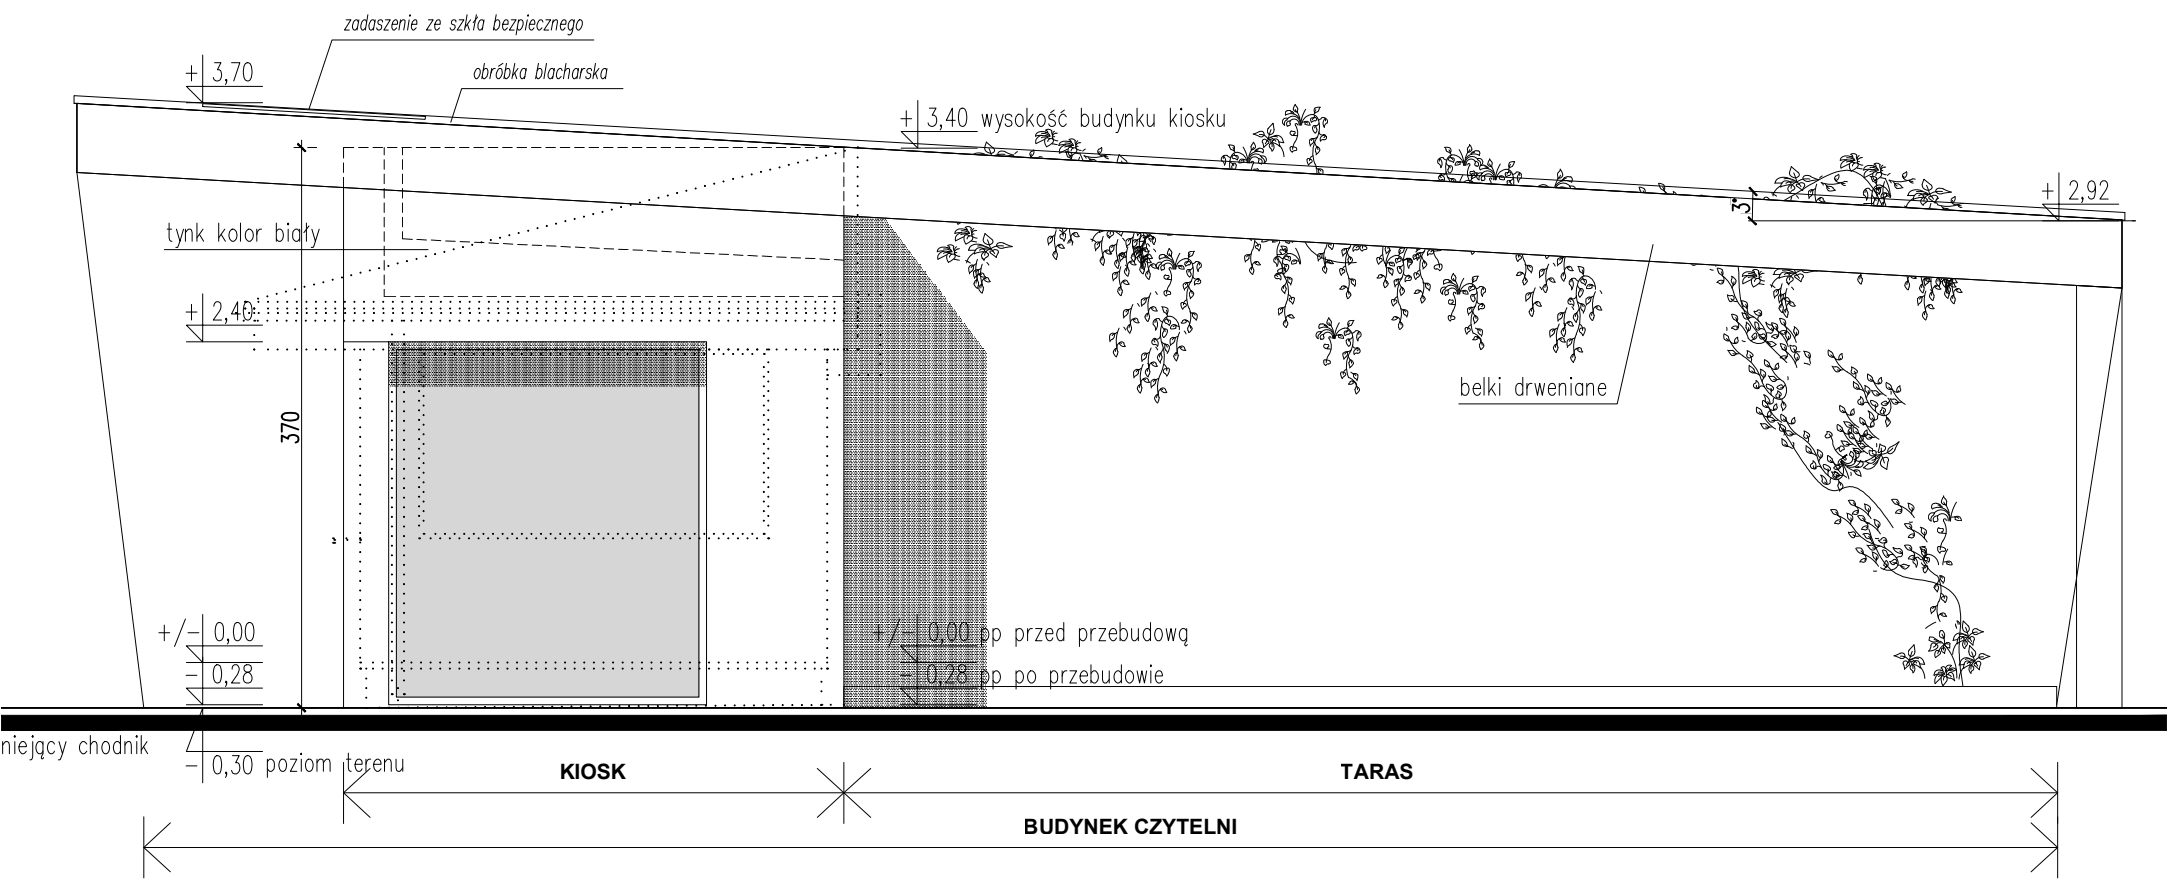 zadaszenie ze szkła bezpiecznego
obróbka blacharska
+ 3,70
+ 3,40 wysokość budynku kiosku
+ 2,92
3°
tynk kolor biały
+ 2,40
belki drweniane
370
+/- 0,00
- 0,28
+/- 0,00 pp przed przebudową
- 0,28 pp po przebudowie
niejący chodnik
- 0,30 poziom terenu
KIOSK
TARAS
BUDYNEK CZYTELNI